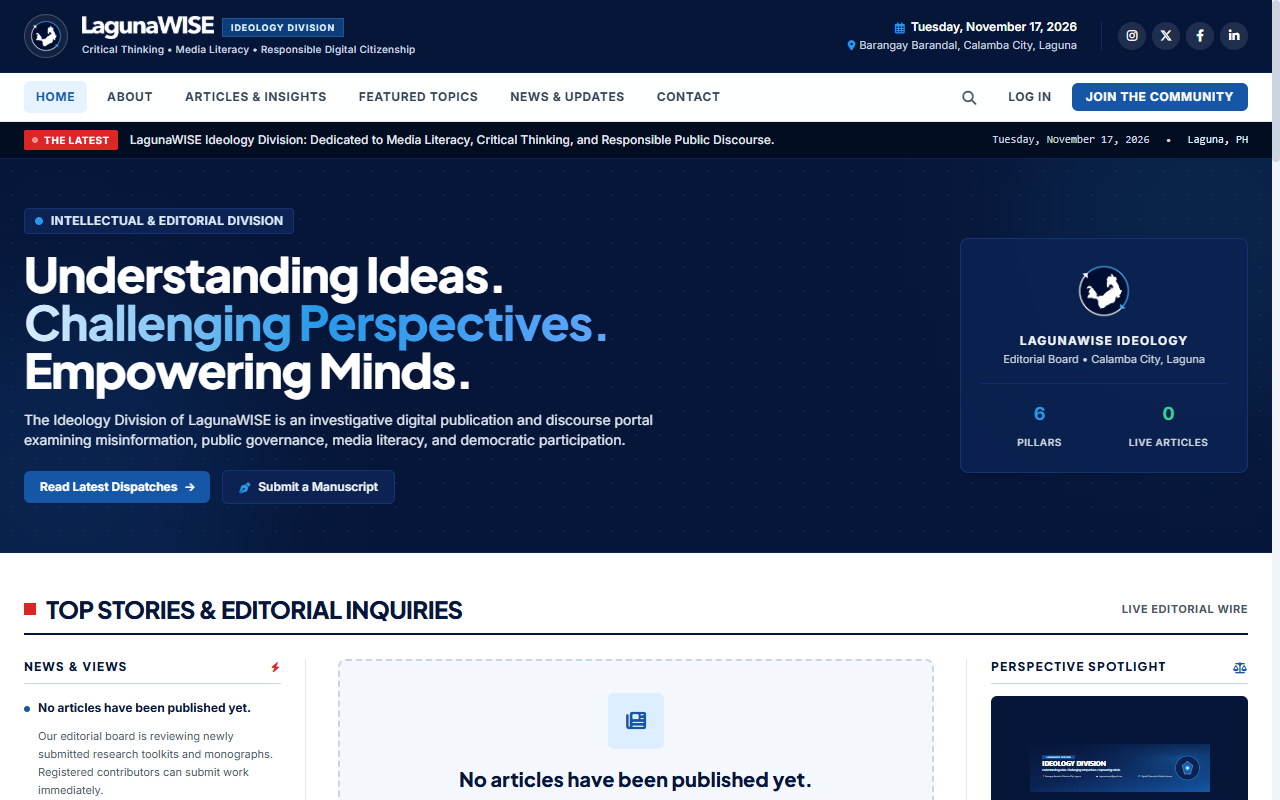 LagunaWISE IDEOLOGY DIVISION
Critical Thinking • Media Literacy • Responsible Digital Citizenship
Tuesday, November 17, 2026
Barangay Barandal, Calamba City, Laguna
HOME ABOUT ARTICLES & INSIGHTS FEATURED TOPICS NEWS & UPDATES CONTACT LOG IN JOIN THE COMMUNITY
THE LATEST LagunaWISE Ideology Division: Dedicated to Media Literacy, Critical Thinking, and Responsible Public Discourse. Tuesday, November 17, 2026 • Laguna, PH
INTELLECTUAL & EDITORIAL DIVISION
Understanding Ideas.
Challenging Perspectives.
Empowering Minds.
The Ideology Division of LagunaWISE is an investigative digital publication and discourse portal
examining misinformation, public governance, media literacy, and democratic participation.
Read Latest Dispatches → Submit a Manuscript
LAGUNAWISE IDEOLOGY
Editorial Board • Calamba City, Laguna
6 0
PILLARS LIVE ARTICLES
TOP STORIES & EDITORIAL INQUIRIES LIVE EDITORIAL WIRE
NEWS & VIEWS
No articles have been published yet.
Our editorial board is reviewing newly
submitted research toolkits and monographs.
Registered contributors can submit work
immediately.
No articles have been published yet.
PERSPECTIVE SPOTLIGHT
IDEOLOGY DIVISION